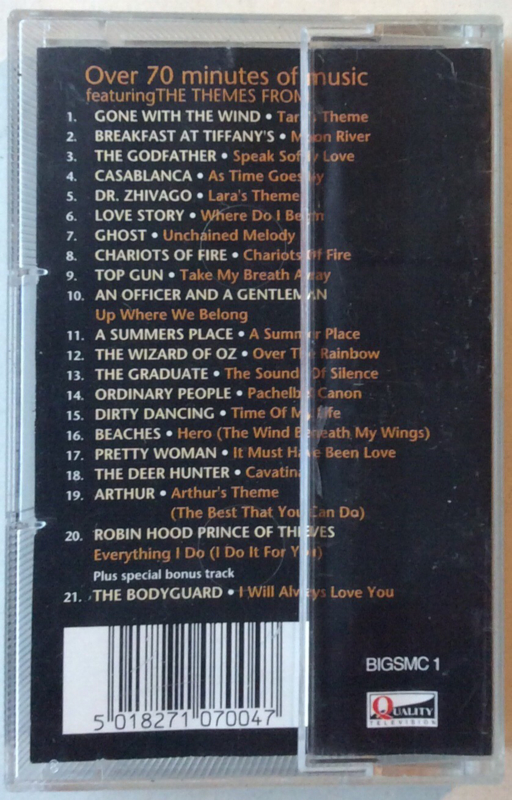 Over 70 minutes of music
featuring THE THEMES FROM
1. GONE WITH THE WIND • Tara's Theme
2. BREAKFAST AT TIFFANY'S • Moon River
3. THE GODFATHER • Speak Softly Love
4. CASABLANCA • As Time Goes By
5. DR. ZHIVAGO • Lara's Theme
6. LOVE STORY • Where Do I Begin
7. GHOST • Unchained Melody
8. CHARIOTS OF FIRE • Chariots Of Fire
9. TOP GUN • Take My Breath Away
10. AN OFFICER AND A GENTLEMAN
Up Where We Belong
11. A SUMMERS PLACE • A Summer Place
12. THE WIZARD OF OZ • Over The Rainbow
13. THE GRADUATE • The Sound Of Silence
14. ORDINARY PEOPLE • Pachelbel Canon
15. DIRTY DANCING • Time Of My Life
16. BEACHES • Hero (The Wind Beneath My Wings)
17. PRETTY WOMAN • It Must Have Been Love
18. THE DEER HUNTER • Cavatina
19. ARTHUR • Arthur's Theme
(The Best That You Can Do)
20. ROBIN HOOD PRINCE OF THIEVES
Everything I Do (I Do It For You)
Plus special bonus track
21. THE BODYGUARD • I Will Always Love You
BIGSMC 1
5 018271 070047
QUALITY
TELEVISION